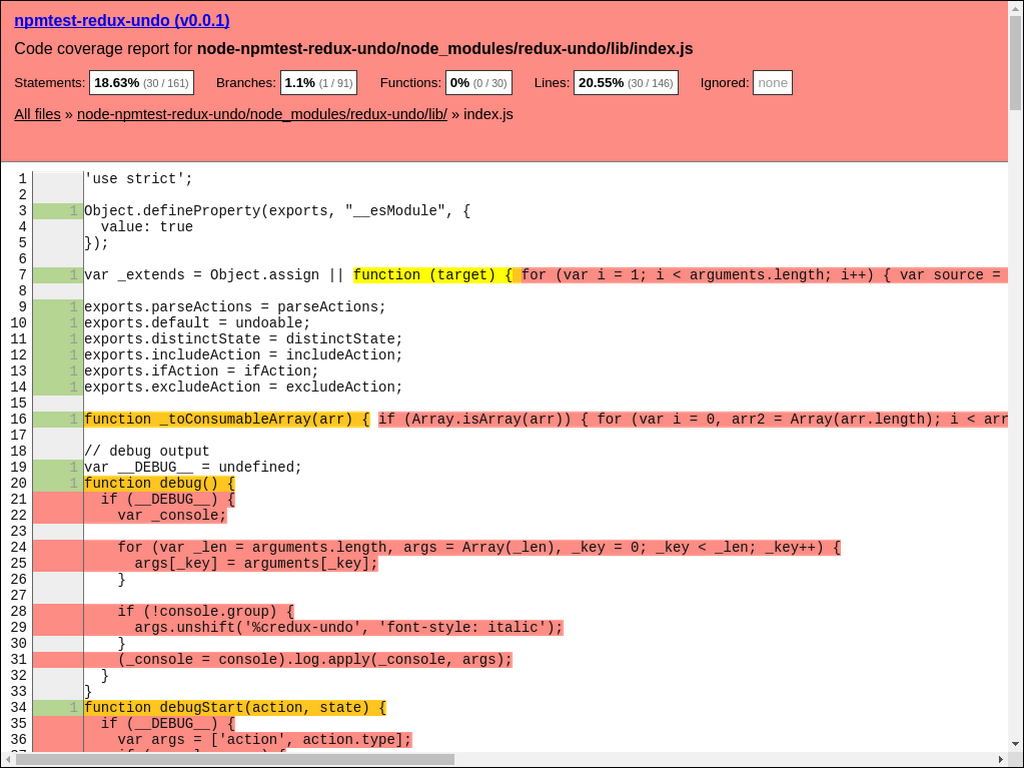 npmtest-redux-undo (v0.0.1)
Code coverage report for node-npmtest-redux-undo/node_modules/redux-undo/lib/index.js
Statements: 18.63% (30 / 161) Branches: 1.1% (1 / 91) Functions: 0% (0 / 30) Lines: 20.55% (30 / 146) Ignored: none
All files » node-npmtest-redux-undo/node_modules/redux-undo/lib/ » index.js
1 'use strict';
2
3 1 Object.defineProperty(exports, "__esModule", {
4 value: true
5 });
6
7 1 var _extends = Object.assign || function (target) { for (var i = 1; i < arguments.length; i++) { var source =
8
9 1 exports.parseActions = parseActions;
10 1 exports.default = undoable;
11 1 exports.distinctState = distinctState;
12 1 exports.includeAction = includeAction;
13 1 exports.ifAction = ifAction;
14 1 exports.excludeAction = excludeAction;
15
16 1 function _toConsumableArray(arr) { if (Array.isArray(arr)) { for (var i = 0, arr2 = Array(arr.length); i < arr
17
18 // debug output
19 1 var __DEBUG__ = undefined;
20 1 function debug() {
21 if (__DEBUG__) {
22 var _console;
23
24 for (var _len = arguments.length, args = Array(_len), _key = 0; _key < _len; _key++) {
25 args[_key] = arguments[_key];
26 }
27
28 if (!console.group) {
29 args.unshift('%credux-undo', 'font-style: italic');
30 }
31 (_console = console).log.apply(_console, args);
32 }
33 }
34 1 function debugStart(action, state) {
35 if (__DEBUG__) {
36 var args = ['action', action.type];